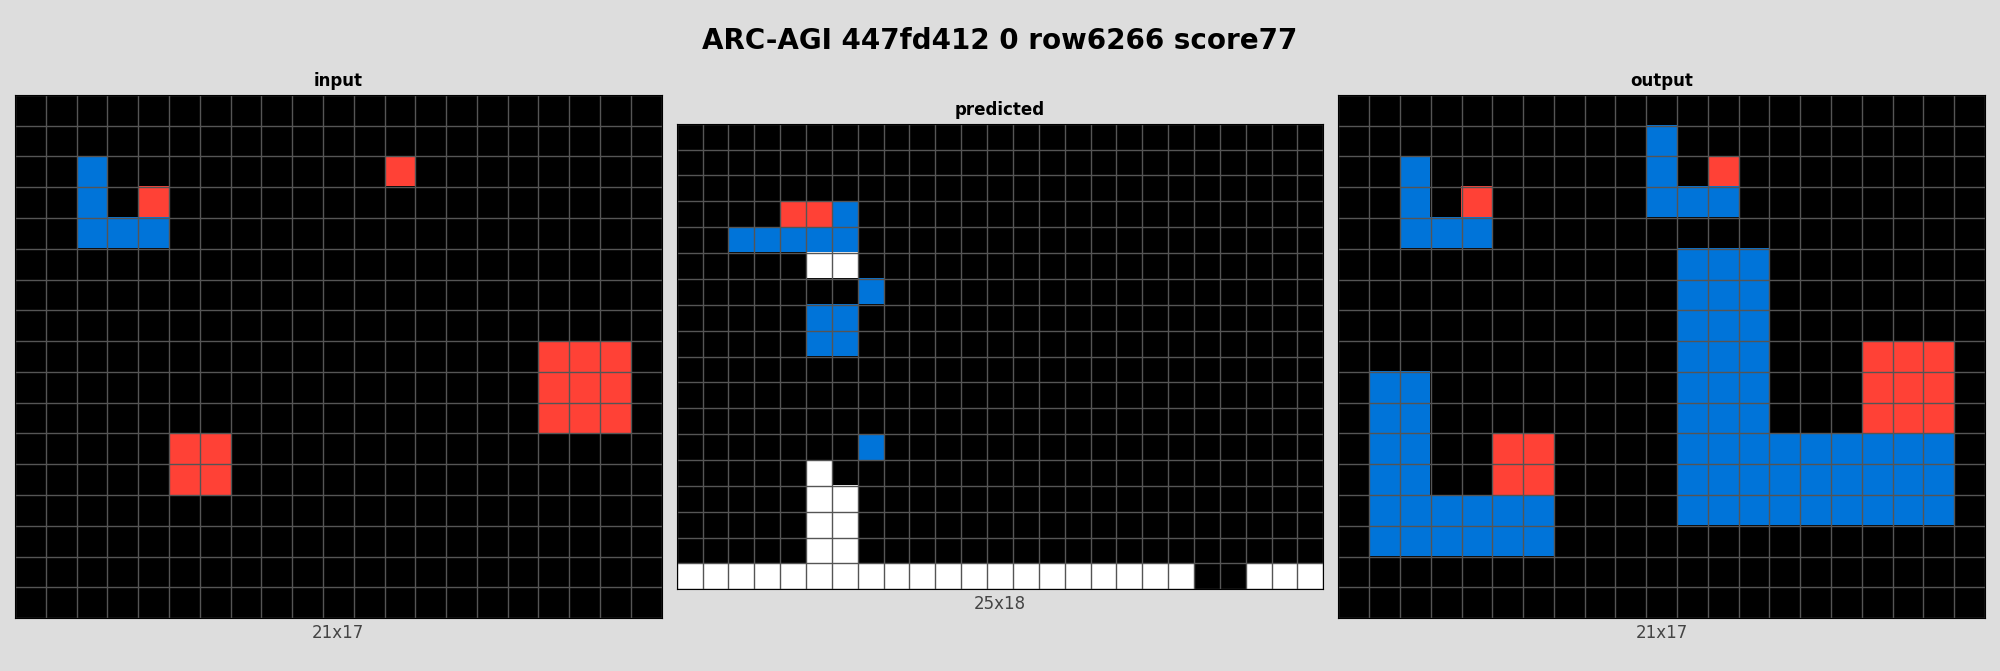 ARC-AGI 447fd412 0 row6266 score77
input
predicted
output
21x17
25x18
21x17